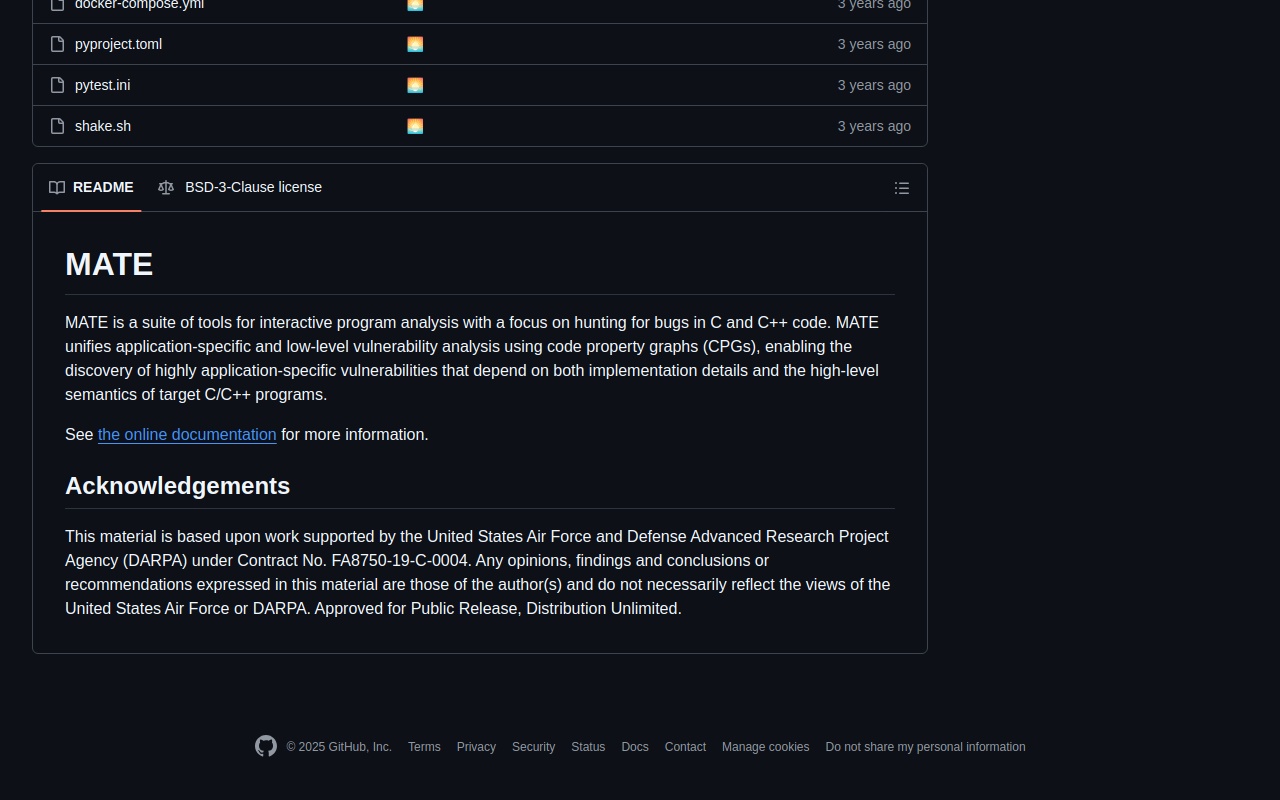 docker-compose.yml 3 years ago
pyproject.toml 3 years ago
pytest.ini 3 years ago
shake.sh 3 years ago
README BSD-3-Clause license
MATE
MATE is a suite of tools for interactive program analysis with a focus on hunting for bugs in C and C++ code. MATE
unifies application-specific and low-level vulnerability analysis using code property graphs (CPGs), enabling the
discovery of highly application-specific vulnerabilities that depend on both implementation details and the high-level
semantics of target C/C++ programs.
See the online documentation for more information.
Acknowledgements
This material is based upon work supported by the United States Air Force and Defense Advanced Research Project
Agency (DARPA) under Contract No. FA8750-19-C-0004. Any opinions, findings and conclusions or
recommendations expressed in this material are those of the author(s) and do not necessarily reflect the views of the
United States Air Force or DARPA. Approved for Public Release, Distribution Unlimited.
© 2025 GitHub, Inc. Terms Privacy Security Status Docs Contact Manage cookies Do not share my personal information